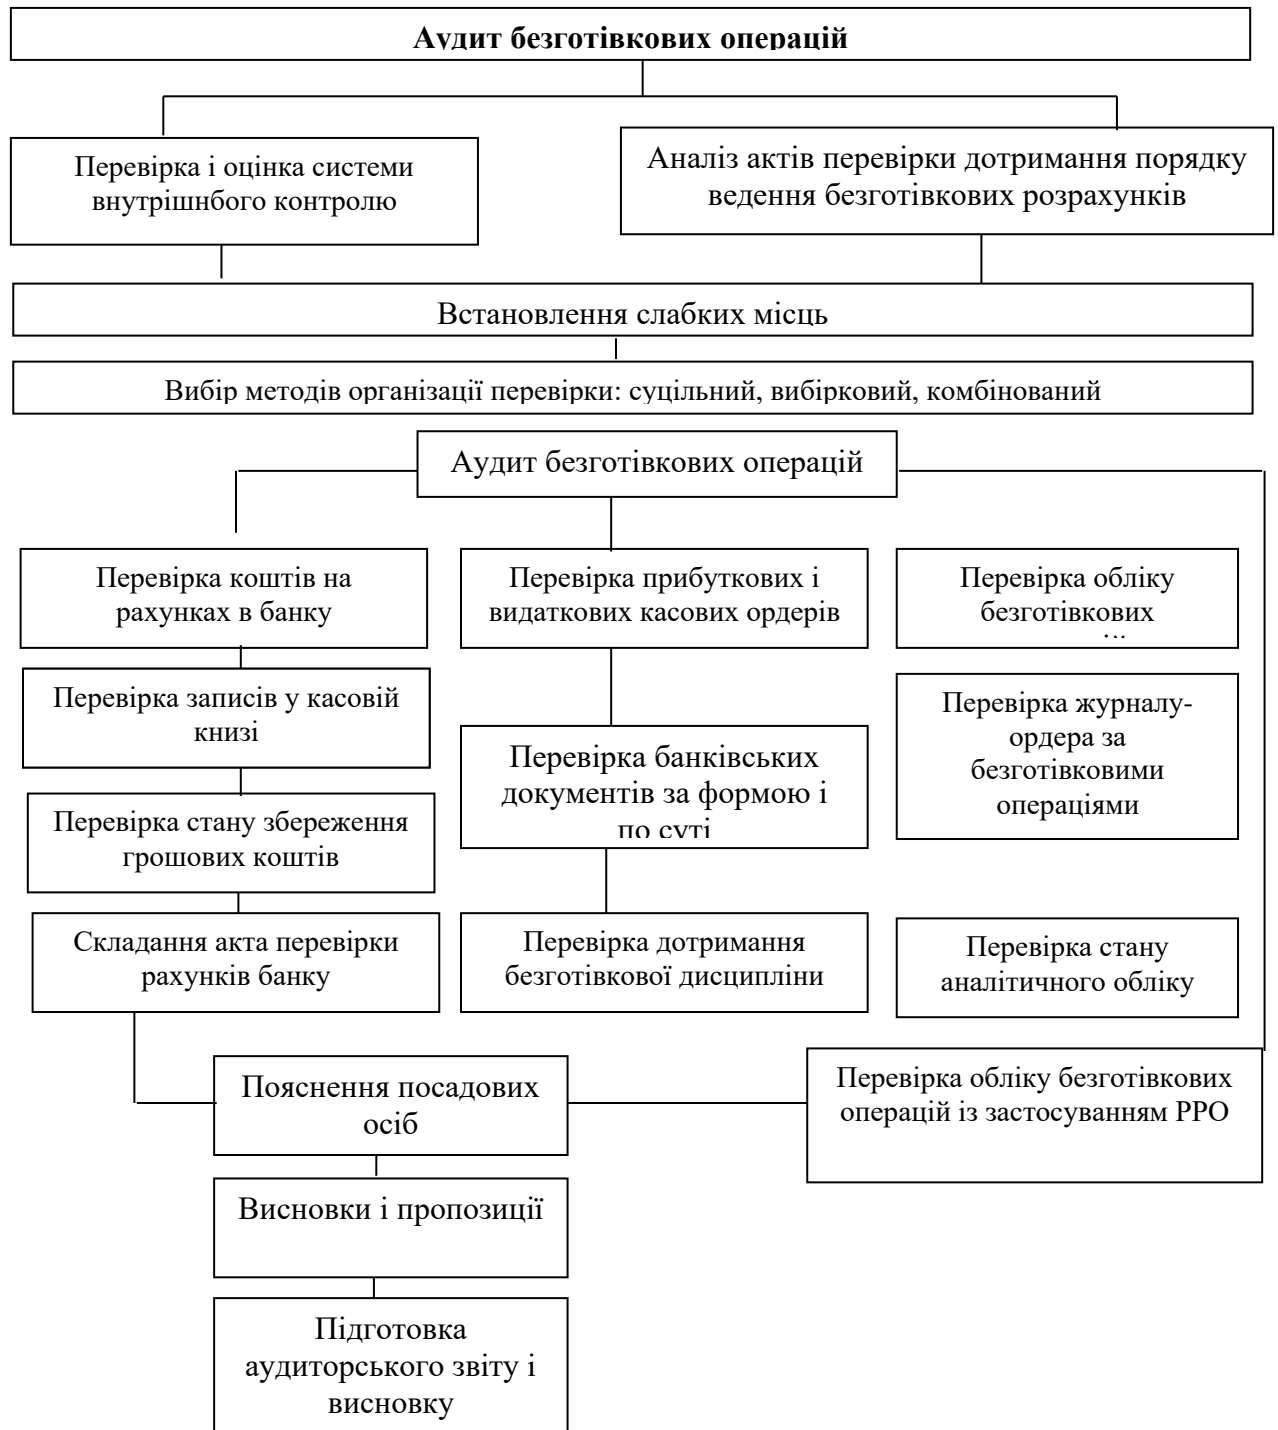 Аудит безготівкових операцій
Перевірка і оцінка системи
внутрішнбого контролю
Аналіз актів перевірки дотримання порядку
ведення безготівкових розрахунків
Встановлення слабких місць
Вибір методів організації перевірки: суцільний, вибірковий, комбінований
Аудит безготівкових операцій
Перевірка коштів на
рахунках в банку
Перевірка прибуткових і
видаткових касових ордерів
Перевірка обліку
безготівкових
Перевірка записів у касовій
книзі
Перевірка журналу-
ордера за
безготівковими
операціями
Перевірка банківських
документів за формою і
по суті
Перевірка стану збереження
грошових коштів
Складання акта перевірки
рахунків банку
Перевірка дотримання
безготівкової дисципліни
Перевірка стану
аналітичного обліку
Пояснення посадових
осіб
Перевірка обліку безготівкових
операцій із застосуванням РРО
Висновки і пропозиції
Підготовка
аудиторського звіту і
висновку